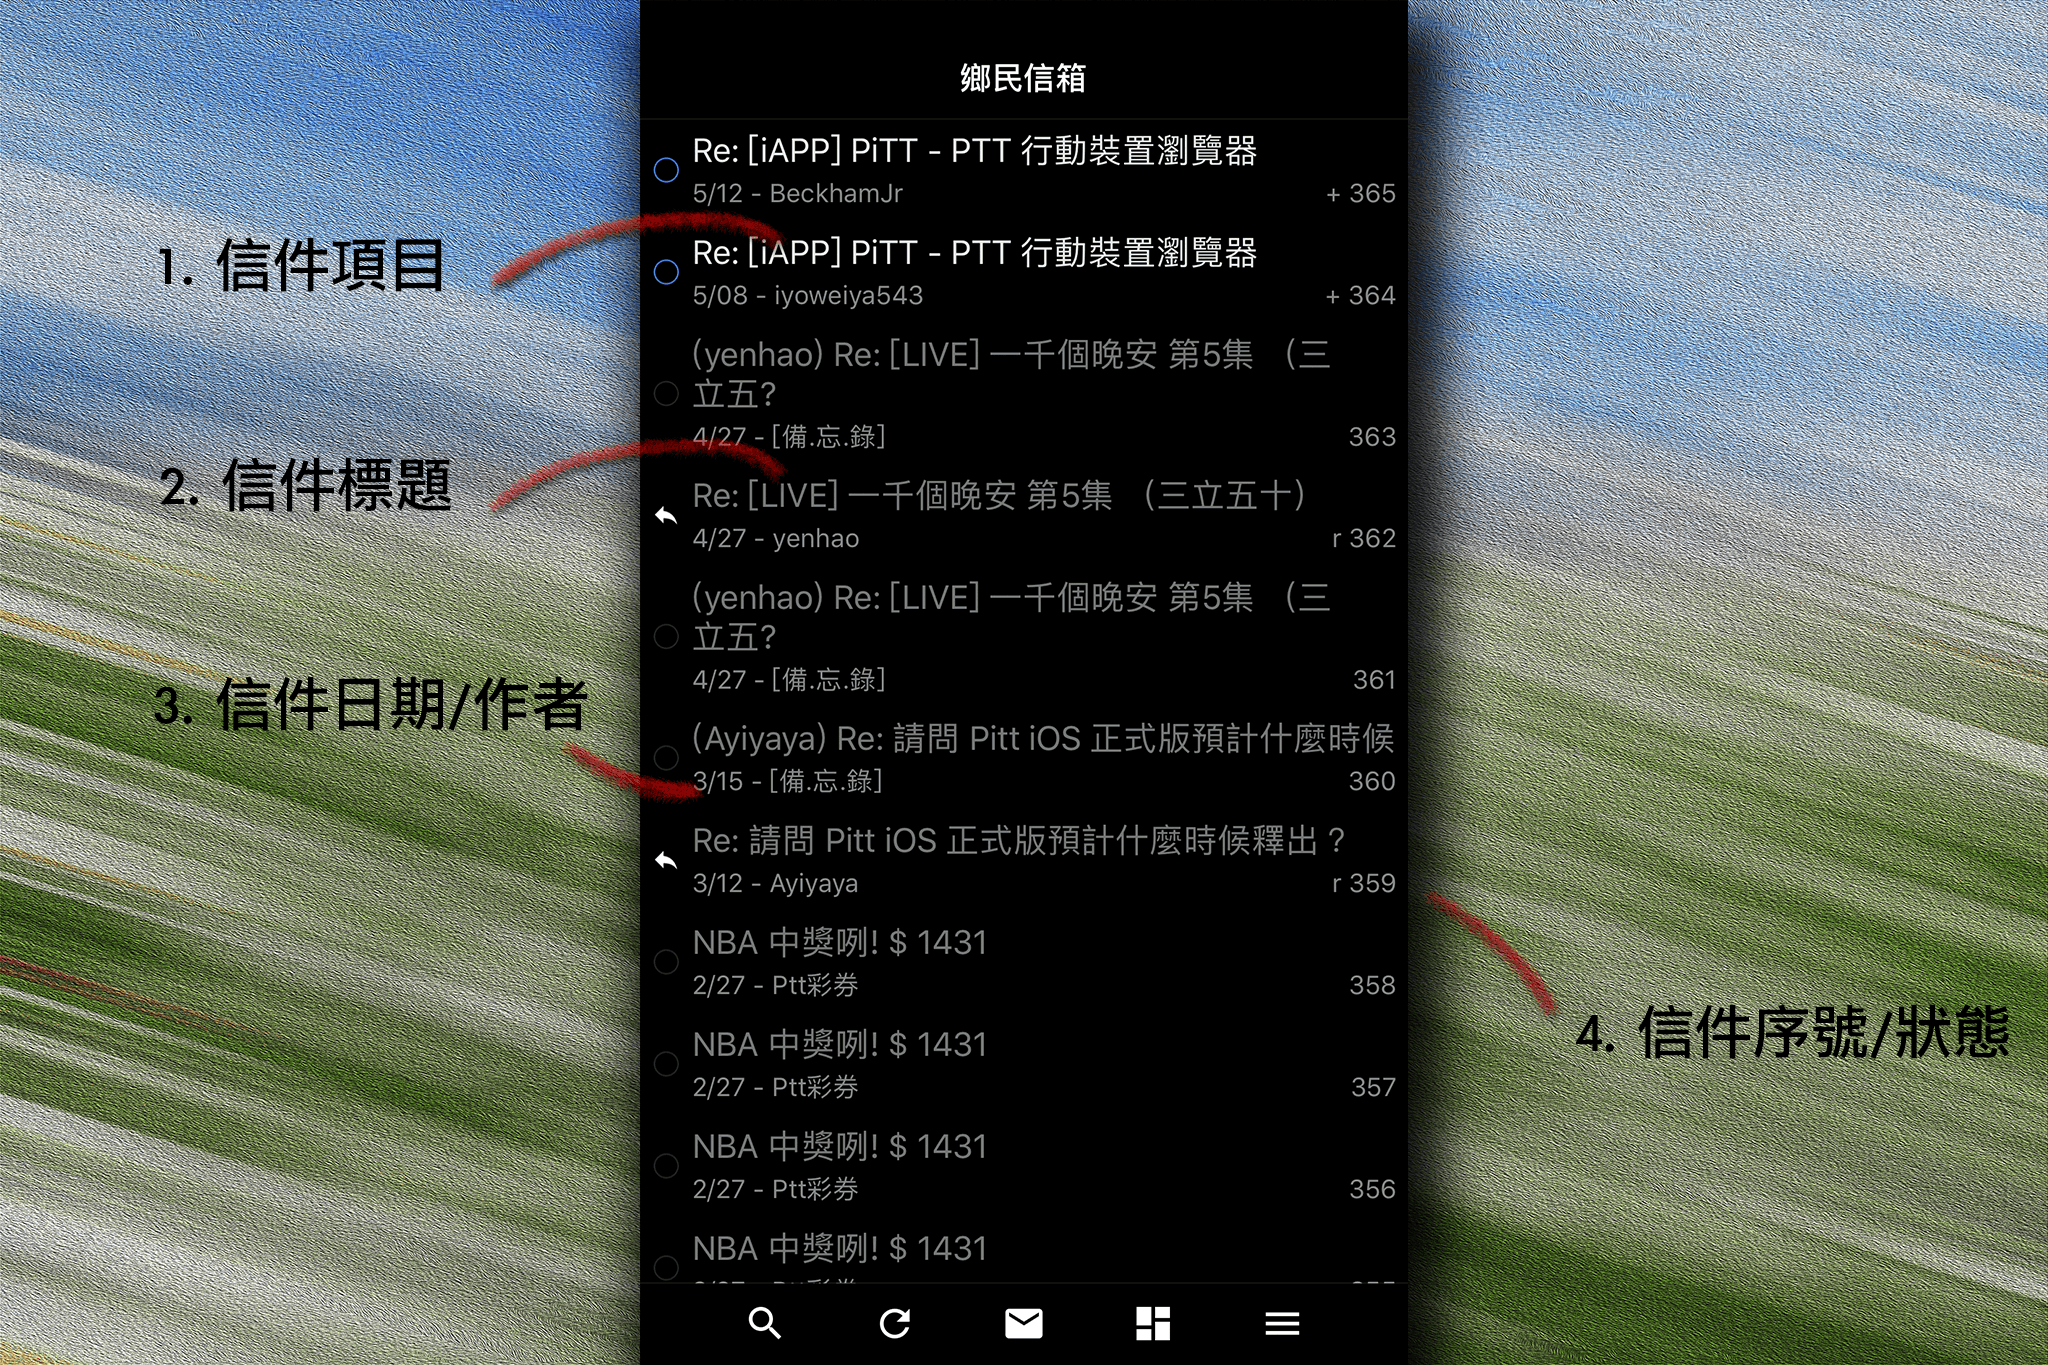 鄉民信箱
Re: [iAPP] PiTT - PTT 行動裝置瀏覽器
5/12 - BeckhamJr
+ 365
1. 信件項目
Re: [iAPP] PiTT - PTT 行動裝置瀏覽器
5/08 - iyoweiya543
+ 364
(yenhao) Re: [LIVE] 一千個晚安 第5集 （三
立五?
4/27 - [備.忘.錄]
363
2. 信件標題
Re: [LIVE] 一千個晚安 第5集 （三立五十）
4/27 - yenhao
r 362
(yenhao) Re: [LIVE] 一千個晚安 第5集 （三
立五?
4/27 - [備.忘.錄]
361
3. 信件日期/作者
(Ayiyaya) Re: 請問 Pitt iOS 正式版預計什麼時候
3/15 - [備.忘.錄]
360
Re: 請問 Pitt iOS 正式版預計什麼時候釋出？
3/12 - Ayiyaya
r 359
NBA 中獎咧! $ 1431
2/27 - Ptt彩券
358
4. 信件序號/狀態
NBA 中獎咧! $ 1431
2/27 - Ptt彩券
357
NBA 中獎咧! $ 1431
2/27 - Ptt彩券
356
NBA 中獎咧! $ 1431